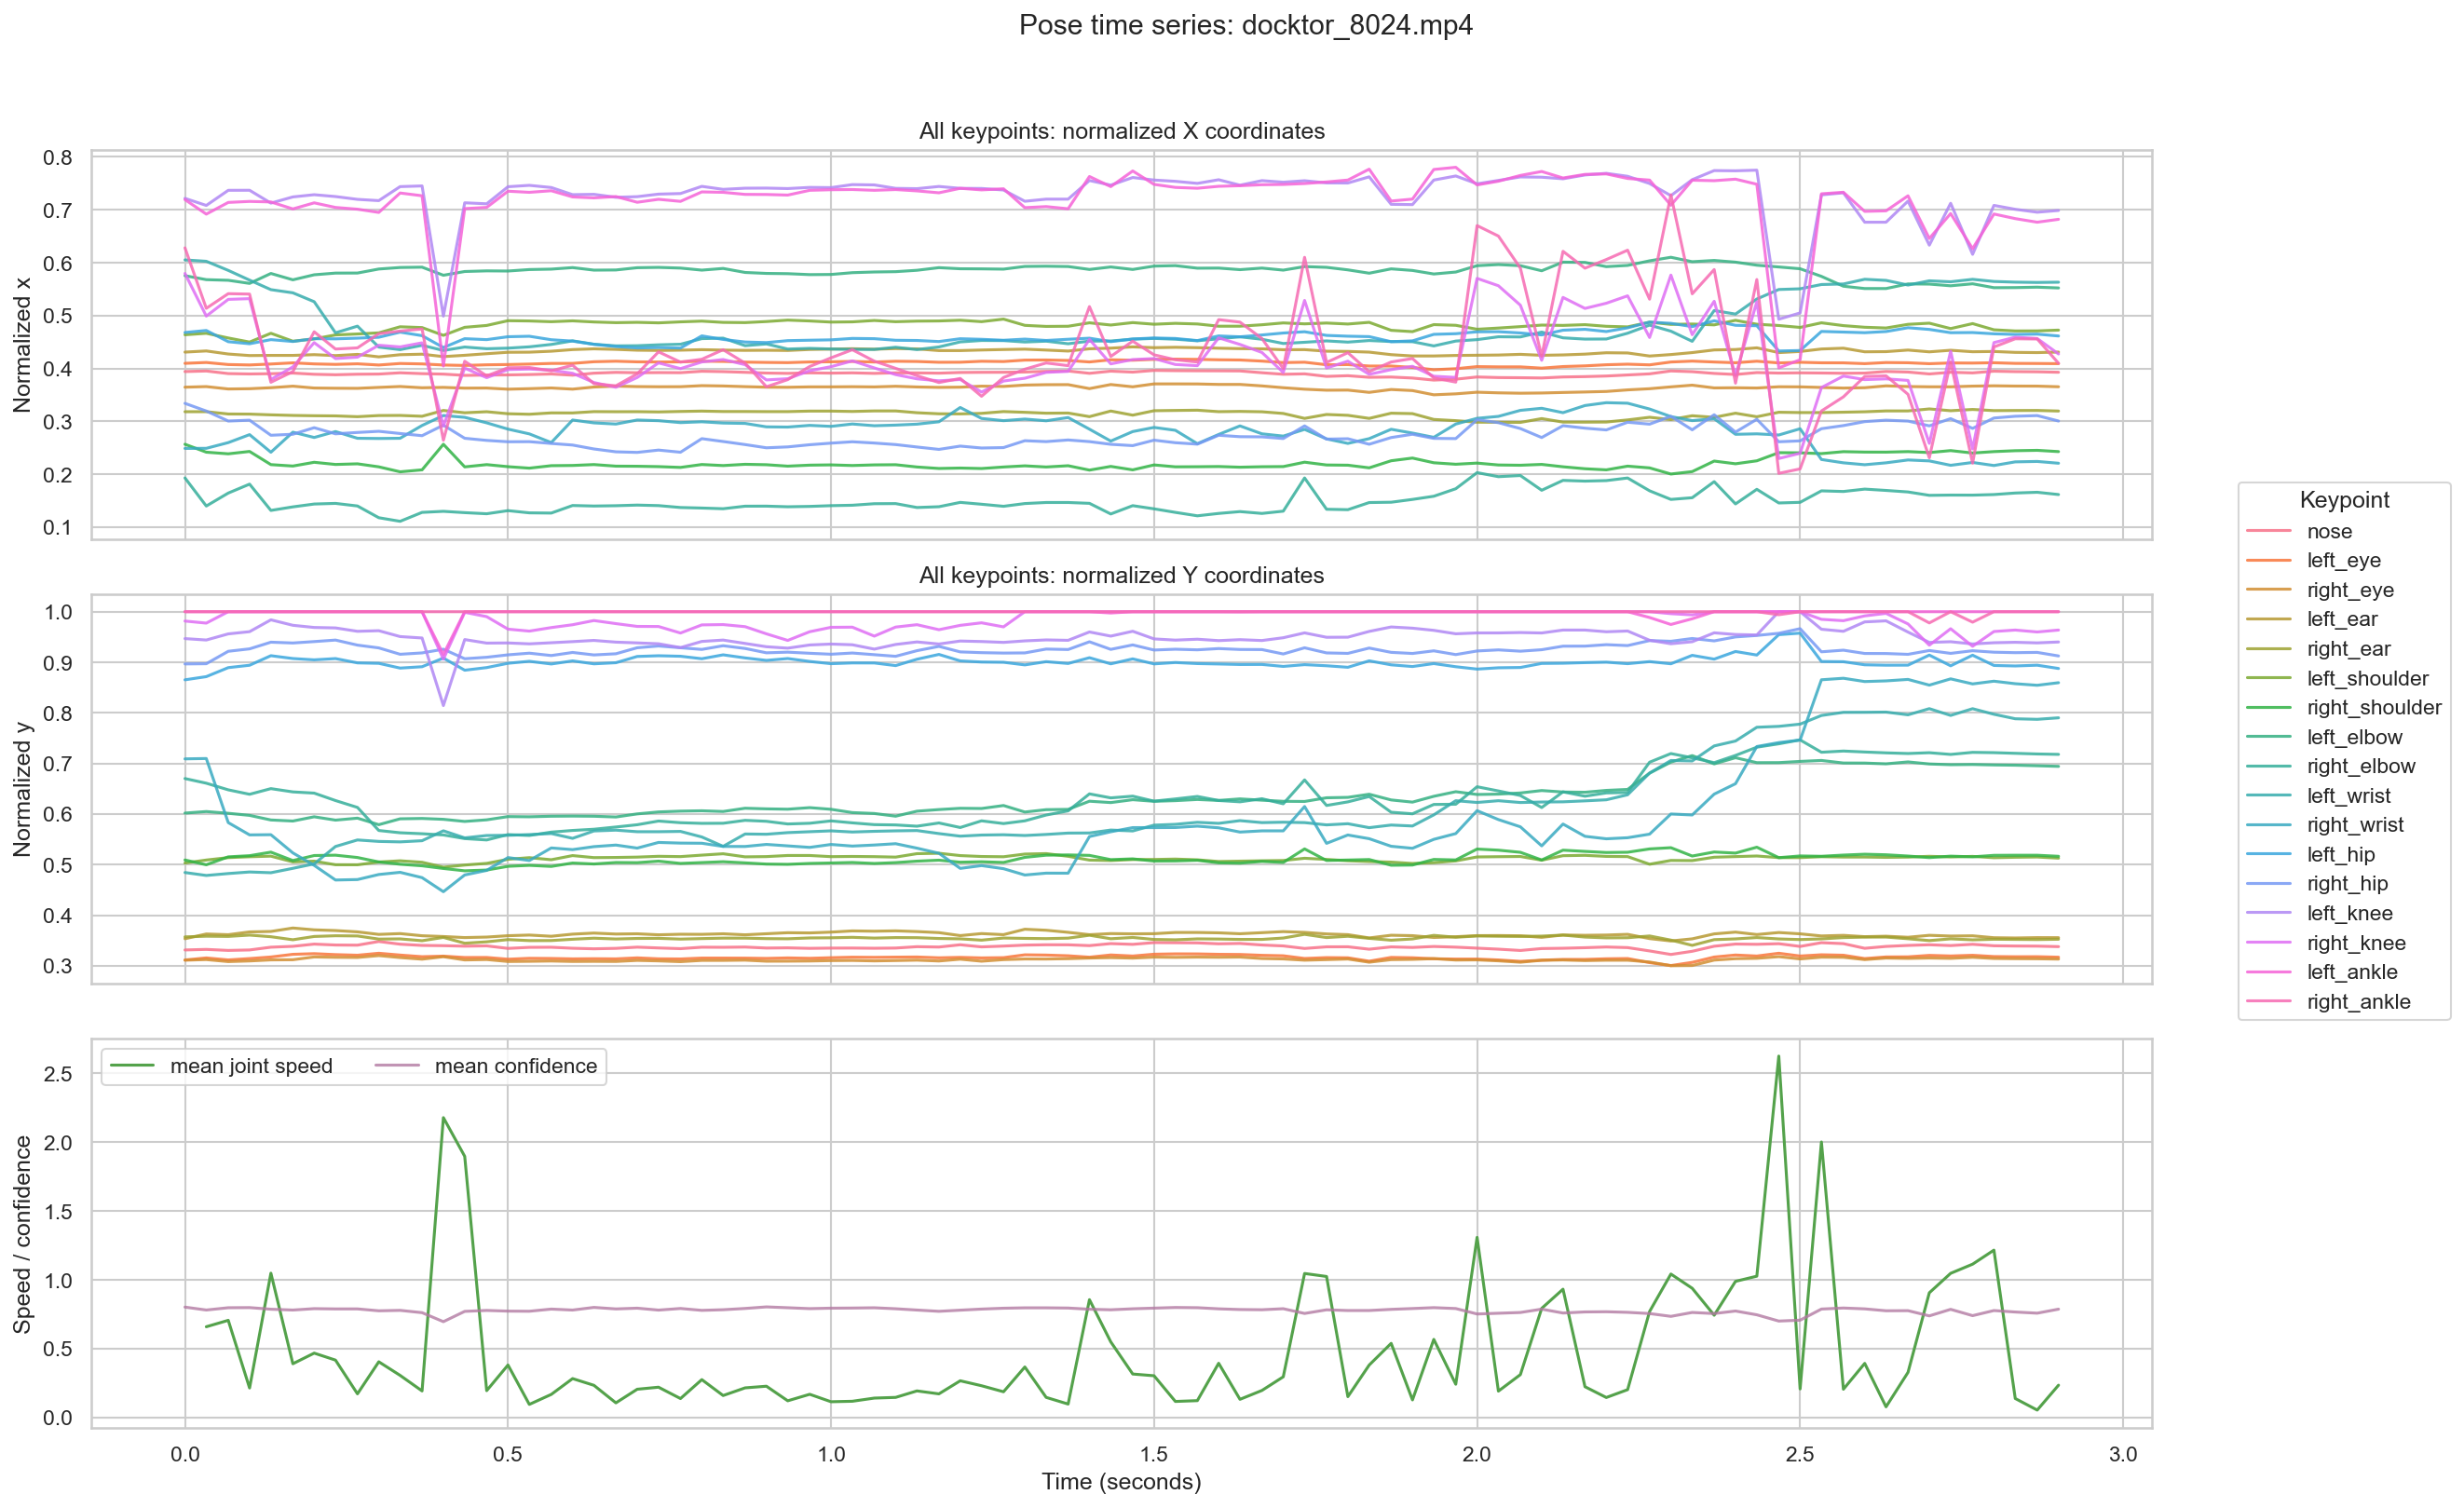 Pose time series: docktor_8024.mp4
All keypoints: normalized X coordinates
Normalized x
0.8
0.7
0.6
0.5
0.4
0.3
0.2
0.1
All keypoints: normalized Y coordinates
Normalized y
1.0
0.9
0.8
0.7
0.6
0.5
0.4
0.3
Keypoint
nose
left_eye
right_eye
left_ear
right_ear
left_shoulder
right_shoulder
left_elbow
right_elbow
left_wrist
right_wrist
left_hip
right_hip
left_knee
right_knee
left_ankle
right_ankle
mean joint speed
mean confidence
Speed / confidence
2.5
2.0
1.5
1.0
0.5
0.0
0.0 0.5 1.0 1.5 2.0 2.5 3.0
Time (seconds)